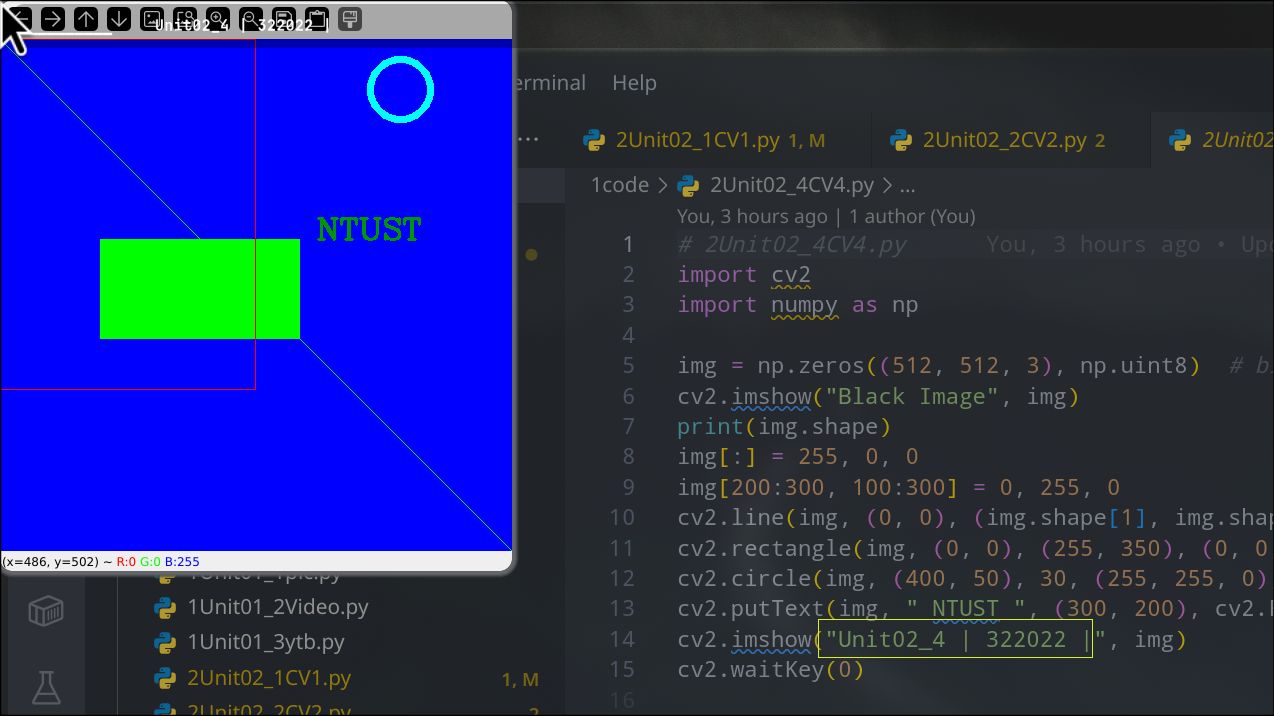 Unit02_4 | 322022 |
NTUST
(x=486, y=502) ~ R:0 G:0 B:255
erminal Help
2Unit02_1CV1.py 1, M 2Unit02_2CV2.py 2 2Unit02
1code > 2Unit02_4CV4.py > ...
You, 3 hours ago | 1 author (You)
1 # 2Unit02_4CV4.py You, 3 hours ago • Upd
2 import cv2
3 import numpy as np
4
5 img = np.zeros((512, 512, 3), np.uint8) # b
6 cv2.imshow("Black Image", img)
7 print(img.shape)
8 img[:] = 255, 0, 0
9 img[200:300, 100:300] = 0, 255, 0
10 cv2.line(img, (0, 0), (img.shape[1], img.shap
11 cv2.rectangle(img, (0, 0), (255, 350), (0, 0
12 cv2.circle(img, (400, 50), 30, (255, 255, 0)
13 cv2.putText(img, " NTUST ", (300, 200), cv2.
14 cv2.imshow("Unit02_4 | 322022 |", img)
15 cv2.waitKey(0)
16
1Unit01_2Video.py
1Unit01_3ytb.py
2Unit02_1CV1.py 1, M
2Unit02_2CV2.py 2